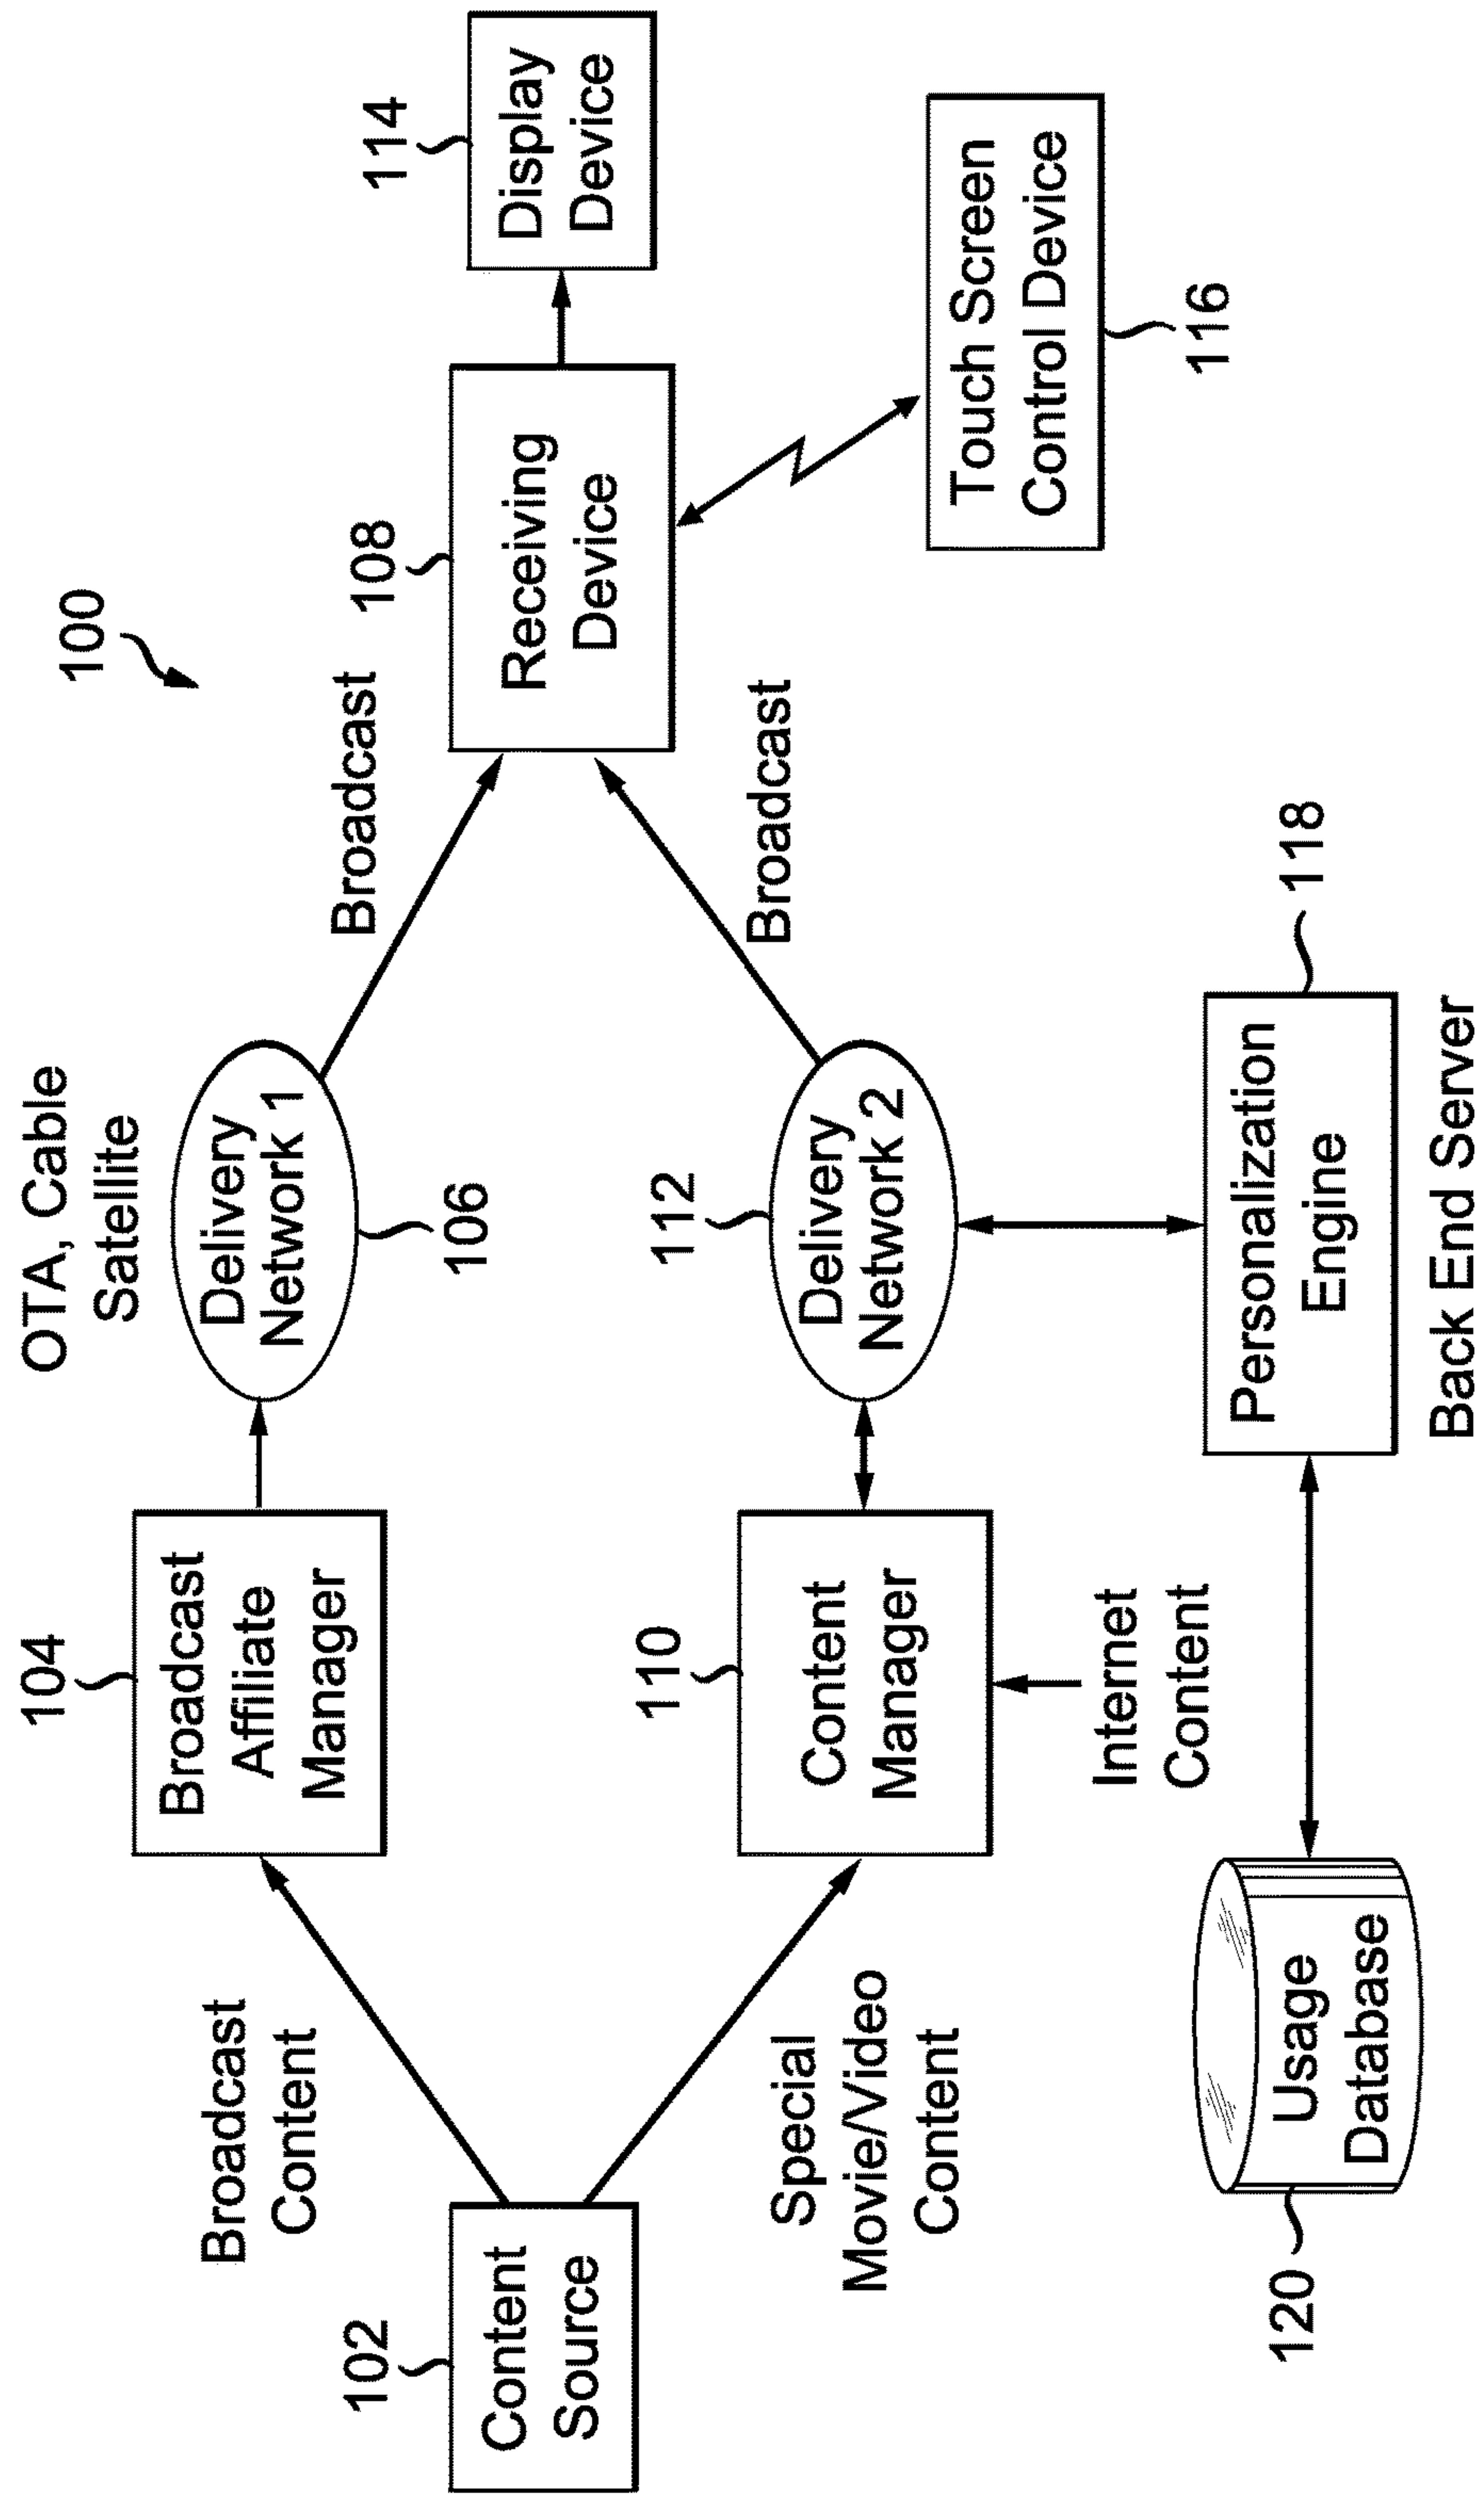 100
OTA, Cable
Satellite
104
Broadcast
Affiliate
Manager
Delivery
Network 1
106
Broadcast
Broadcast
Content
102
Content
Source
108
Receiving
Device
114
Display
Device
Special
Movie/Video
Content
110
Content
Manager
112
Delivery
Network 2
Broadcast
Touch Screen
Control Device
116
Internet
Content
120
Usage
Database
Personalization
Engine
118
Back End Server